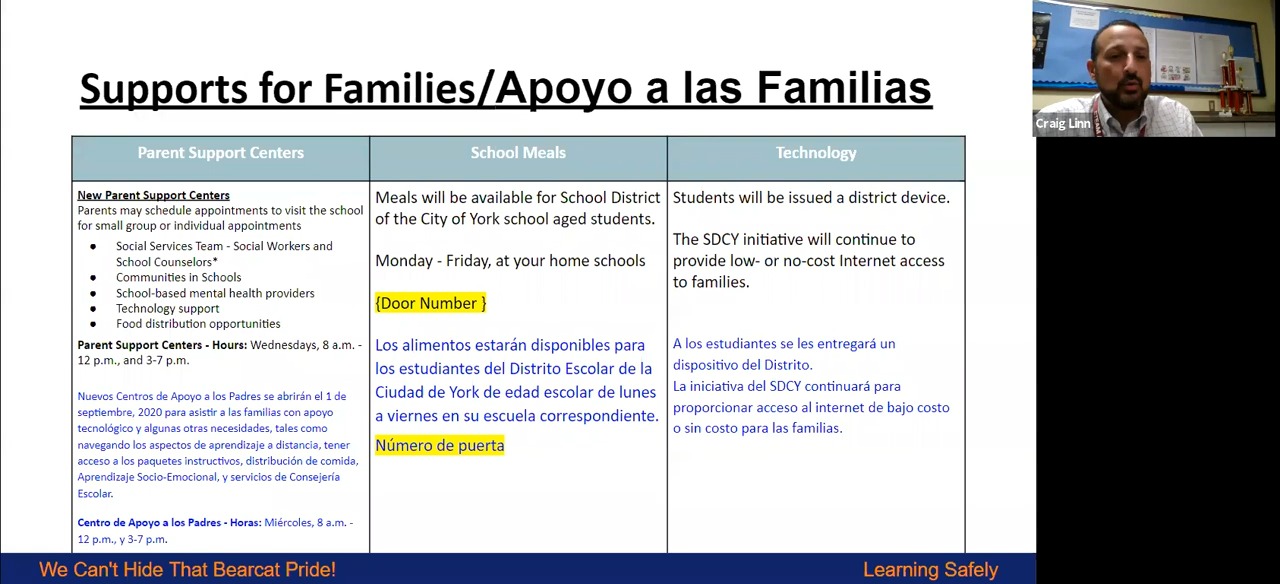 Supports for Families/Apoyo a las Familias
Parent Support Centers
New Parent Support Centers
Parents may schedule appointments to visit the school
for small group or individual appointments
● Social Services Team - Social Workers and
School Counselors*
● Communities in Schools
● School-based mental health providers
● Technology support
● Food distribution opportunities
Parent Support Centers - Hours: Wednesdays, 8 a.m. -
12 p.m., and 3-7 p.m.
Nuevos Centros de Apoyo a los Padres se abrirán el 1 de
septiembre, 2020 para asistir a las familias con apoyo
tecnológico y algunas otras necesidades, tales como
navegando los aspectos de aprendizaje a distancia, tener
acceso a los paquetes instructivos, distribución de comida,
Aprendizaje Socio-Emocional, y servicios de Consejería
Escolar.
Centro de Apoyo a los Padres - Horas: Miércoles, 8 a.m. -
12 p.m., y 3-7 p.m.
School Meals
Meals will be available for School District
of the City of York school aged students.
Monday - Friday, at your home schools
{Door Number }
Los alimentos estarán disponibles para
los estudiantes del Distrito Escolar de la
Ciudad de York de edad escolar de lunes
a viernes en su escuela correspondiente.
Número de puerta
Technology
Students will be issued a district device.
The SDCY initiative will continue to
provide low- or no-cost Internet access
to families.
A los estudiantes se les entregará un
dispositivo del Distrito.
La iniciativa del SDCY continuará para
proporcionar acceso al internet de bajo costo
o sin costo para las familias.
We Can't Hide That Bearcat Pride!
Learning Safely
Craig Linn